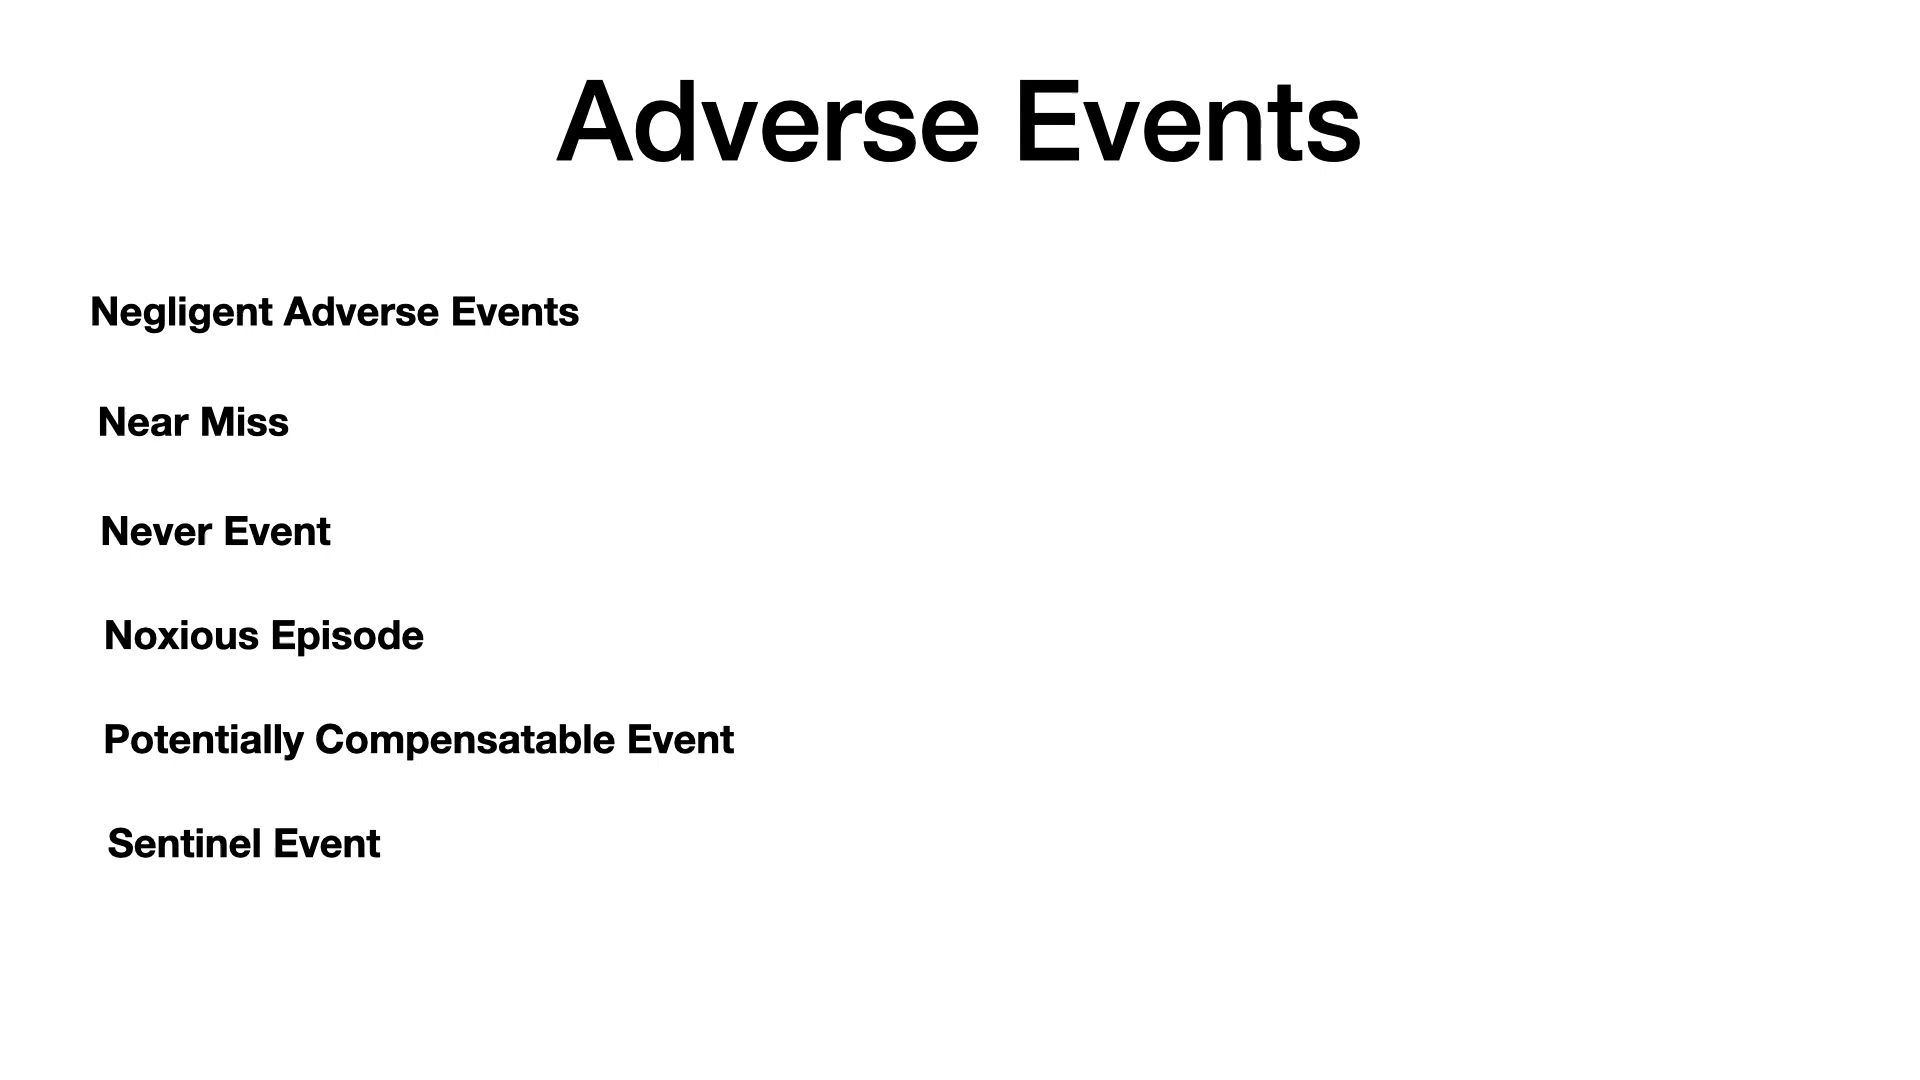 Adverse Events
Negligent Adverse Events
Near Miss
Never Event
Noxious Episode
Potentially Compensatable Event
Sentinel Event